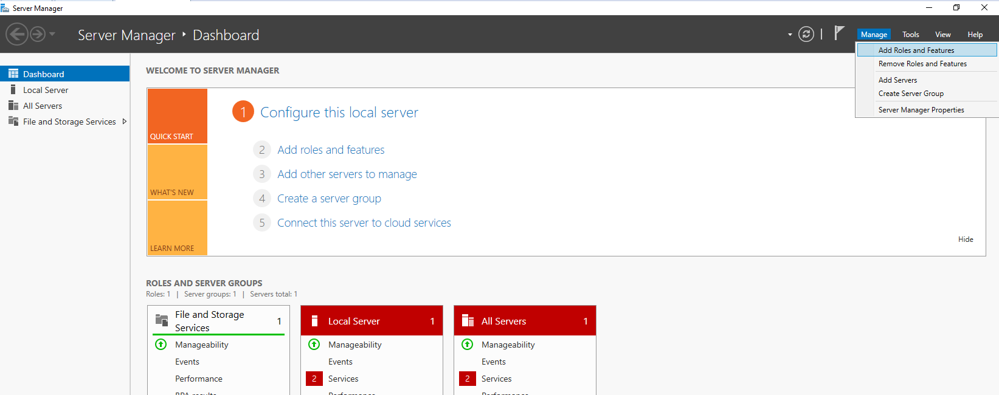 Server Manager
Server Manager ‣ Dashboard
Manage Tools View Help
Add Roles and Features
Remove Roles and Features
Add Servers
Create Server Group
Server Manager Properties
Dashboard
Local Server
All Servers
File and Storage Services
WELCOME TO SERVER MANAGER
QUICK START
WHAT'S NEW
LEARN MORE
1 Configure this local server
2 Add roles and features
3 Add other servers to manage
4 Create a server group
5 Connect this server to cloud services
Hide
ROLES AND SERVER GROUPS
Roles: 1 | Server groups: 1 | Servers total: 1
File and Storage
Services 1
Manageability
Events
Performance
BPA results
Local Server 1
Manageability
Events
2 Services
Performance
All Servers 1
Manageability
Events
2 Services
Performance